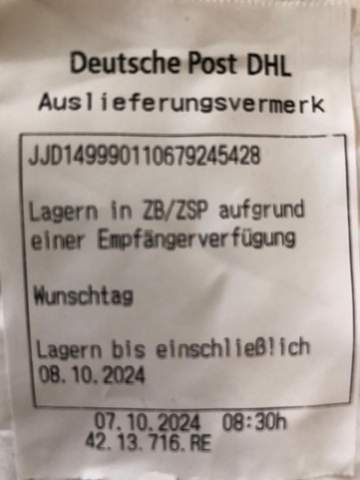 Deutsche Post DHL
Auslieferungsvermerk
JJD149990110679245428
Lagern in ZB/ZSP aufgrund
einer Empfängerverfügung
Wunschtag
Lagern bis einschließlich
08.10.2024
07.10.2024 08:30h
42.13.716.RE